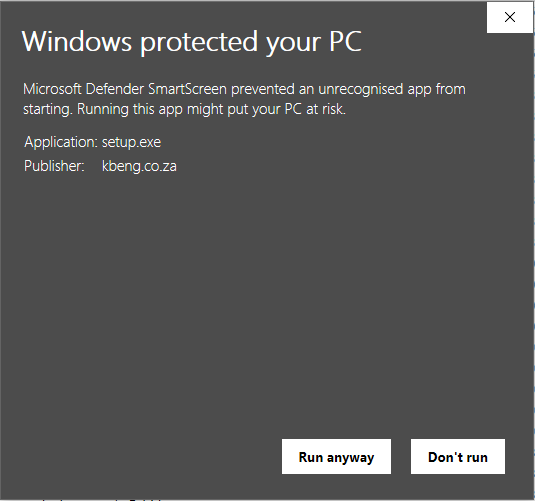 Windows protected your PC
Microsoft Defender SmartScreen prevented an unrecognised app from
starting. Running this app might put your PC at risk.
Application: setup.exe
Publisher: kbeng.co.za
Run anyway
Don't run